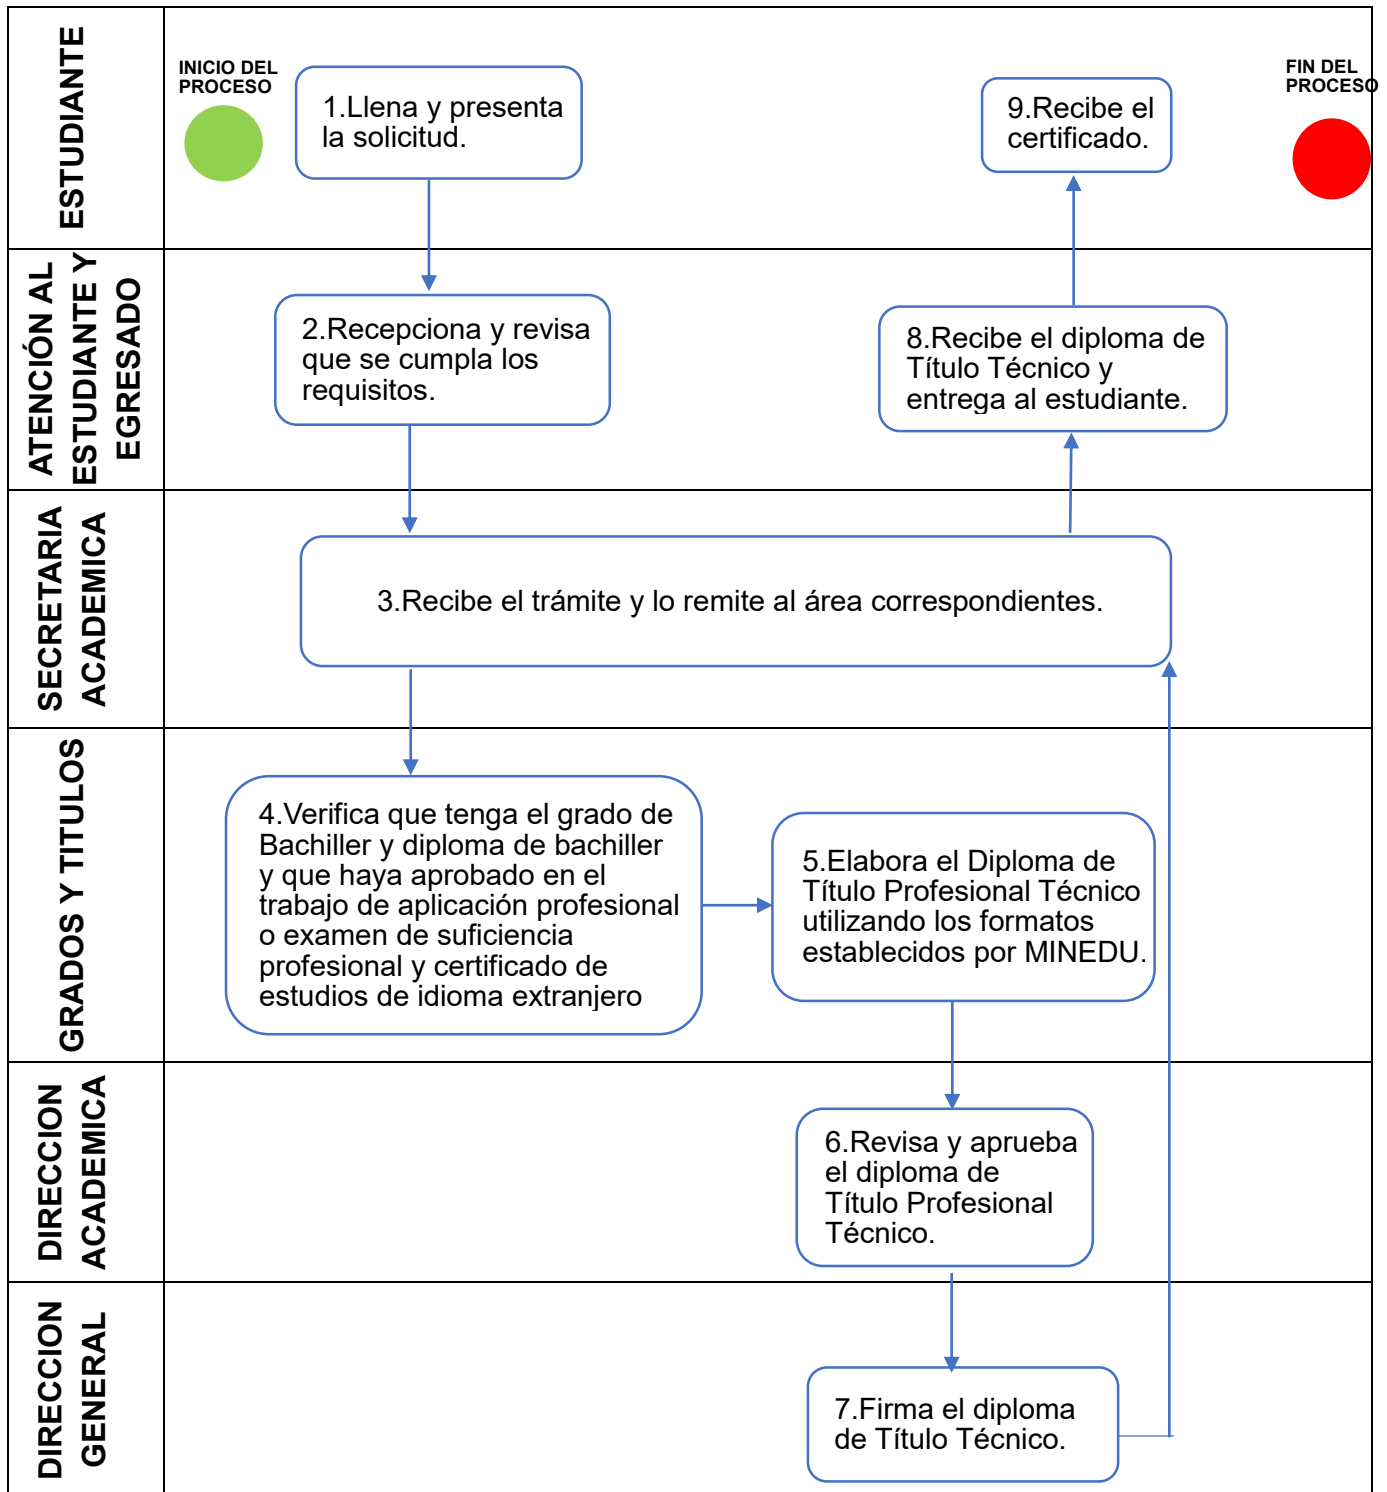 ESTUDIANTE
INICIO DEL
PROCESO
1.Llena y presenta
la solicitud.
9.Recibe el
certificado.
FIN DEL
PROCESO
ATENCIÓN AL
ESTUDIANTE Y
EGRESADO
2.Recepciona y revisa
que se cumpla los
requisitos.
8.Recibe el diploma de
Título Técnico y
entrega al estudiante.
SECRETARIA
ACADEMICA
3.Recibe el trámite y lo remite al área correspondientes.
GRADOS Y TITULOS
4.Verifica que tenga el grado de
Bachiller y diploma de bachiller
y que haya aprobado en el
trabajo de aplicación profesional
o examen de suficiencia
profesional y certificado de
estudios de idioma extranjero
5.Elabora el Diploma de
Título Profesional Técnico
utilizando los formatos
establecidos por MINEDU.
DIRECCION
ACADEMICA
6.Revisa y aprueba
el diploma de
Título Profesional
Técnico.
DIRECCION
GENERAL
7.Firma el diploma
de Título Técnico.